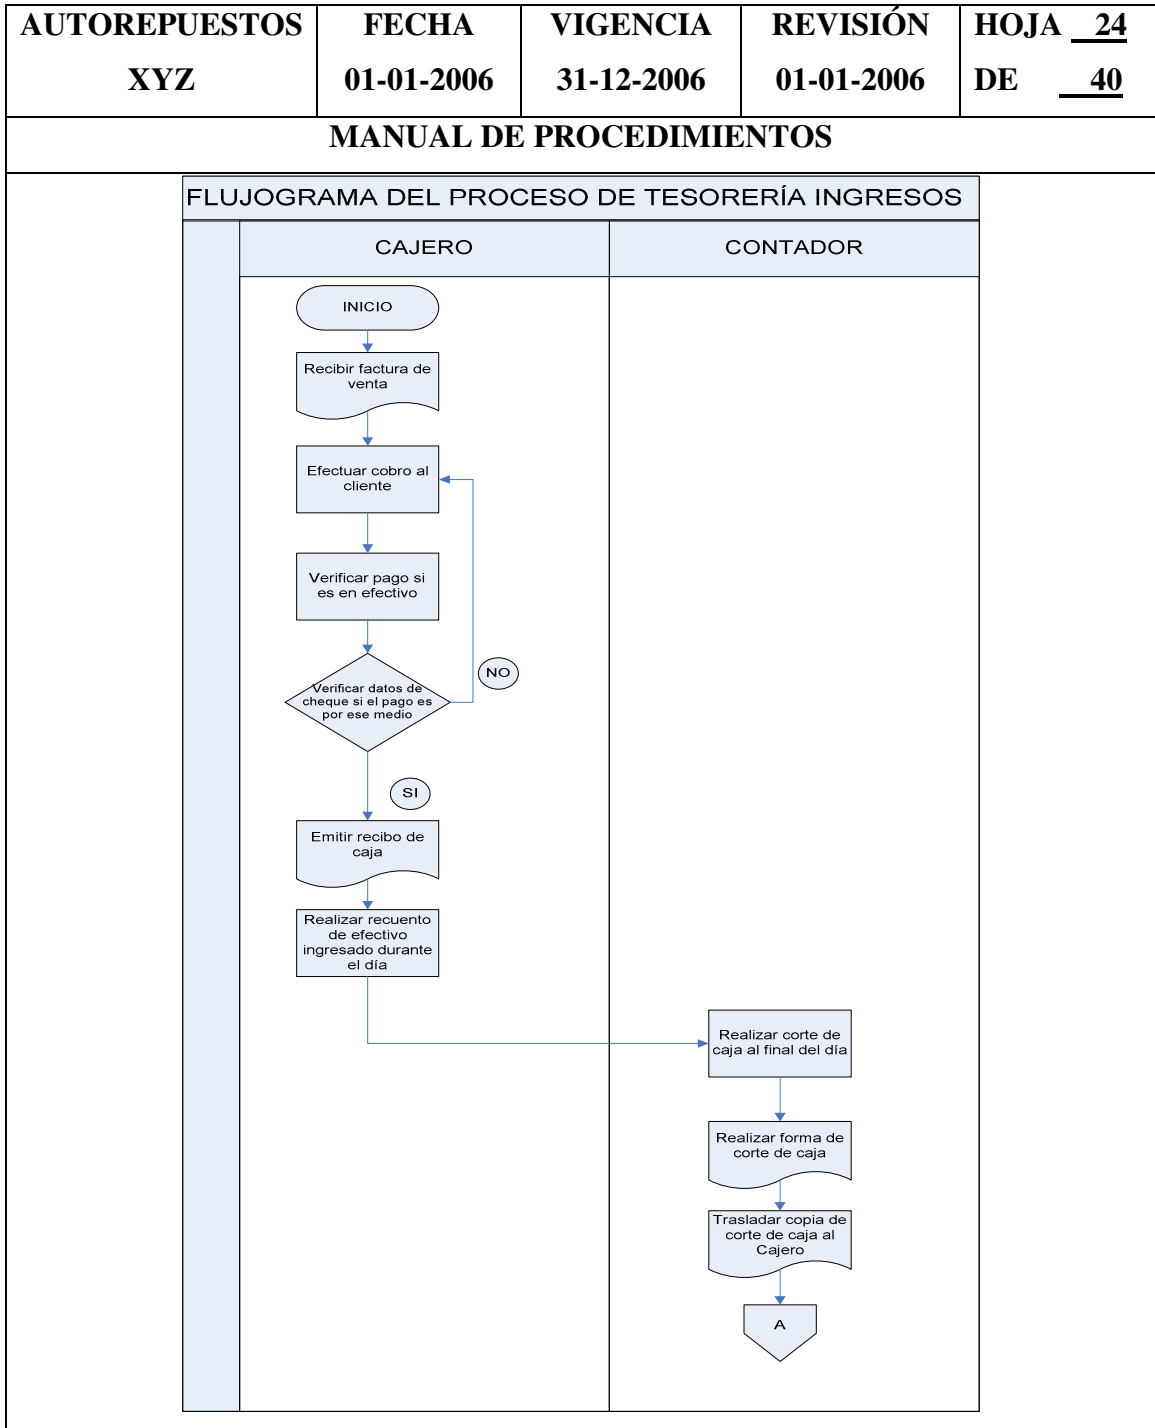 AUTOREPUESTOS
XYZ
FECHA
01-01-2006
VIGENCIA
31-12-2006
REVISIÓN
01-01-2006
HOJA 24
DE 40
MANUAL DE PROCEDIMIENTOS
FLUJOGRAMA DEL PROCESO DE TESORERÍA INGRESOS
CAJERO
CONTADOR
INICIO
Recibir factura de
venta
Efectuar cobro al
cliente
Verificar pago si
es en efectivo
NO
Verificar datos de
cheque si el pago es
por ese medio
SI
Emitir recibo de
caja
Realizar recuento
de efectivo
ingresado durante
el día
Realizar corte de
caja al final del día
Realizar forma de
corte de caja
Trasladar copia de
corte de caja al
Cajero
A